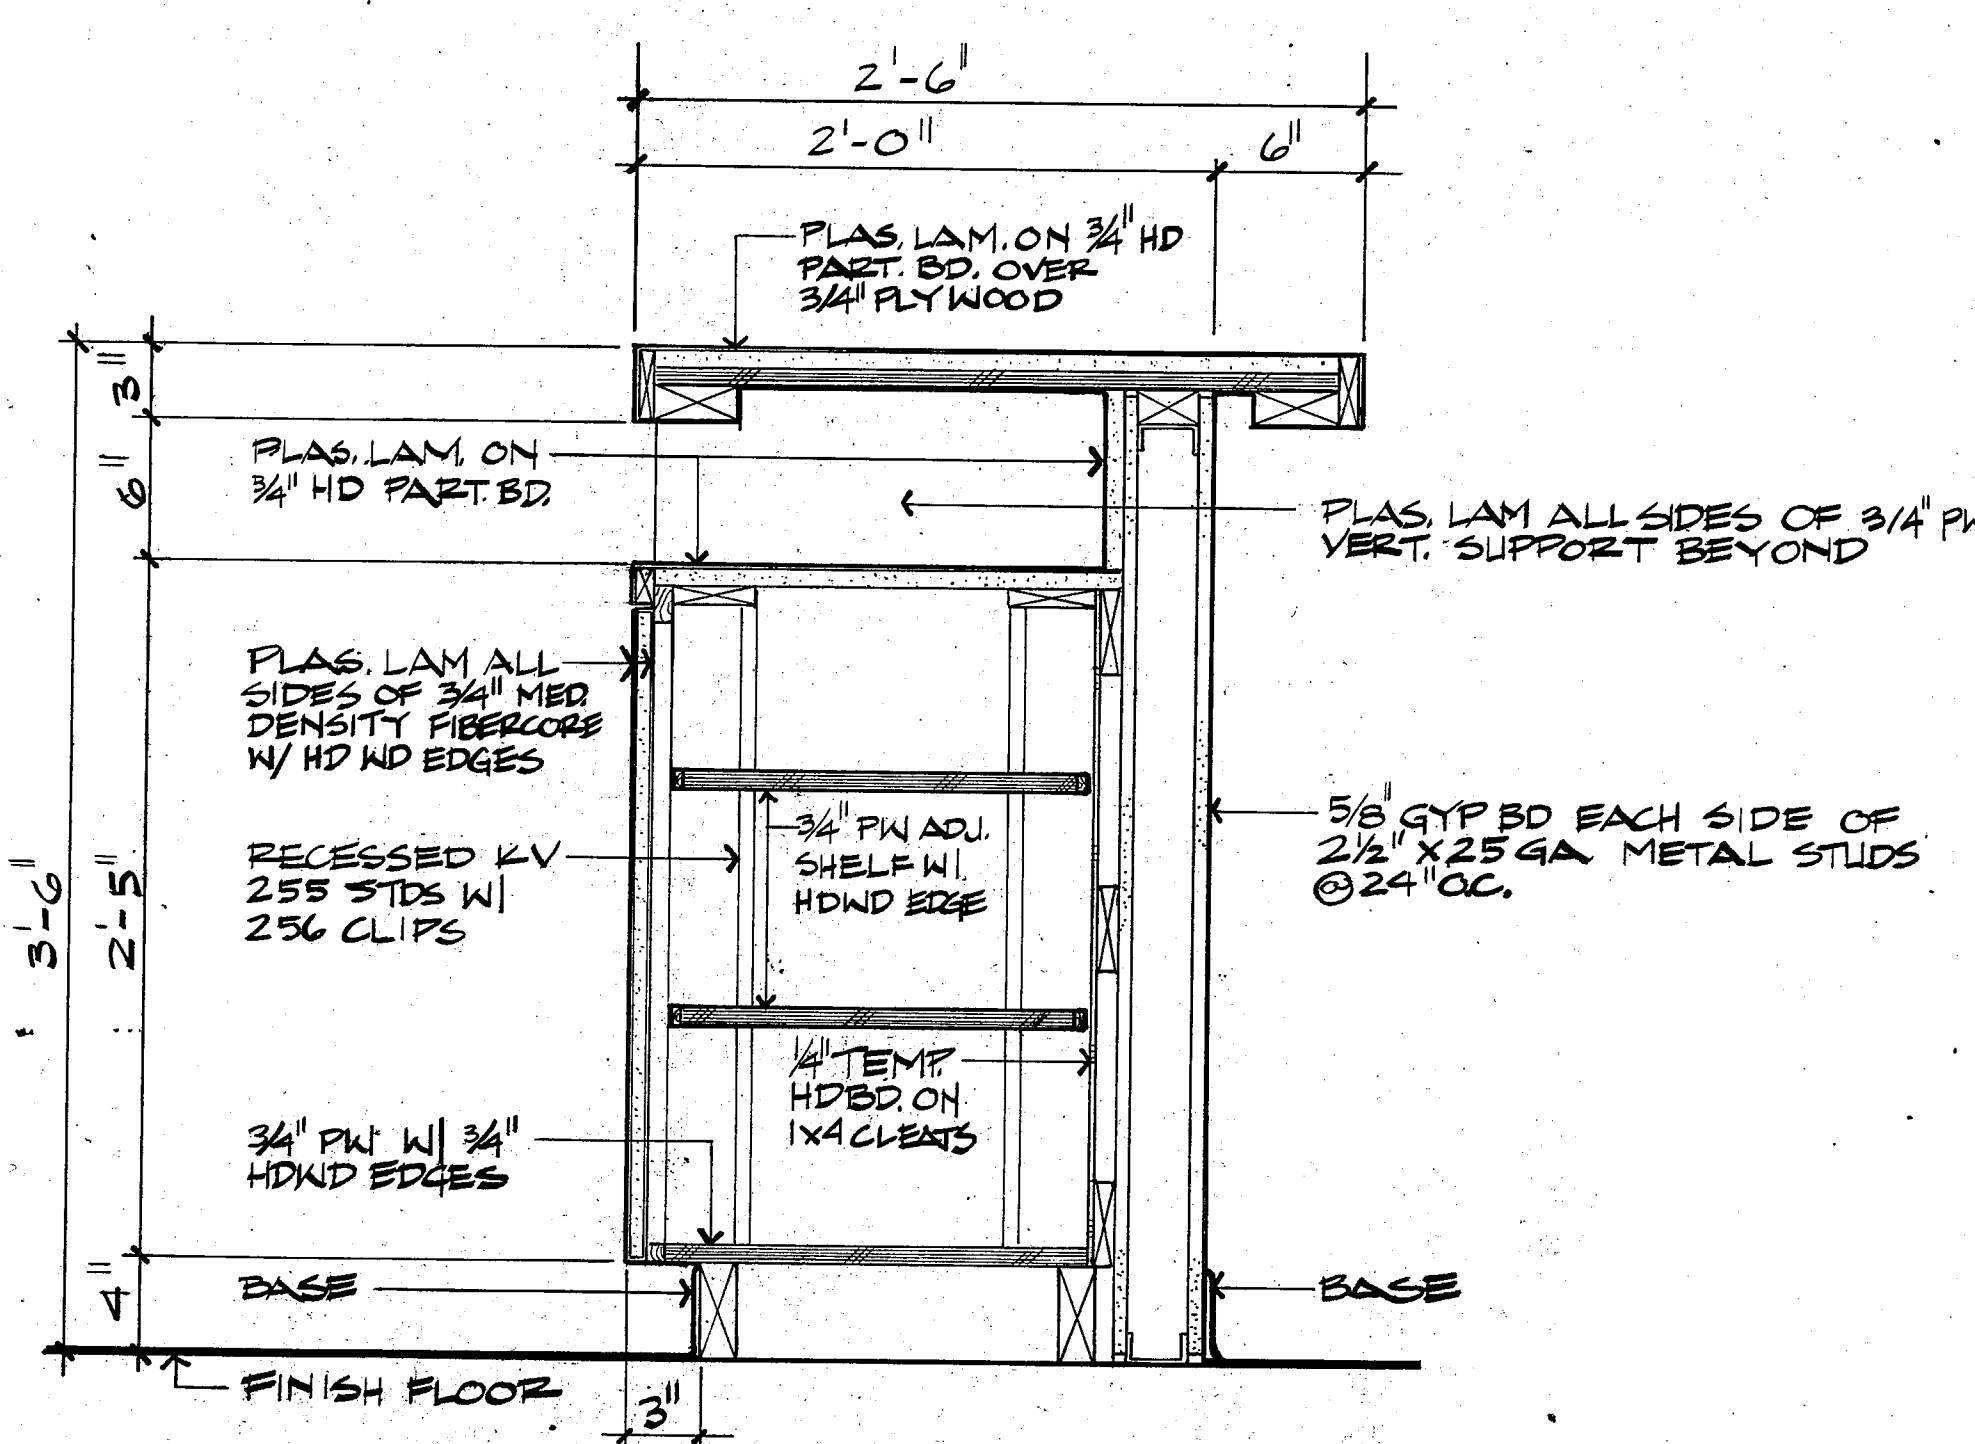 2'-6"
2'-0" 6"
PLAS. LAM. ON 3/4" HD
PART. BD. OVER
3/4" PLYWOOD
3"
6"
2'-5"
4"
3'-6"
PLAS. LAM. ON
3/4" HD PART. BD.
PLAS. LAM ALL SIDES OF 3/4" PW
VERT. SUPPORT BEYOND
PLAS. LAM ALL
SIDES OF 3/4" MED.
DENSITY FIBERCORE
W/ HD WD EDGES
3/4" PW ADJ.
SHELF W/
HDWD EDGE
5/8" GYP BD EACH SIDE OF
2 1/2" X 25 GA METAL STUDS
@ 24" O.C.
RECESSED KV
255 STDS W/
256 CLIPS
1/4" TEMP.
HDBD. ON
1X4 CLEATS
3/4" PW W/ 3/4"
HDWD EDGES
BASE
BASE
FINISH FLOOR
3"